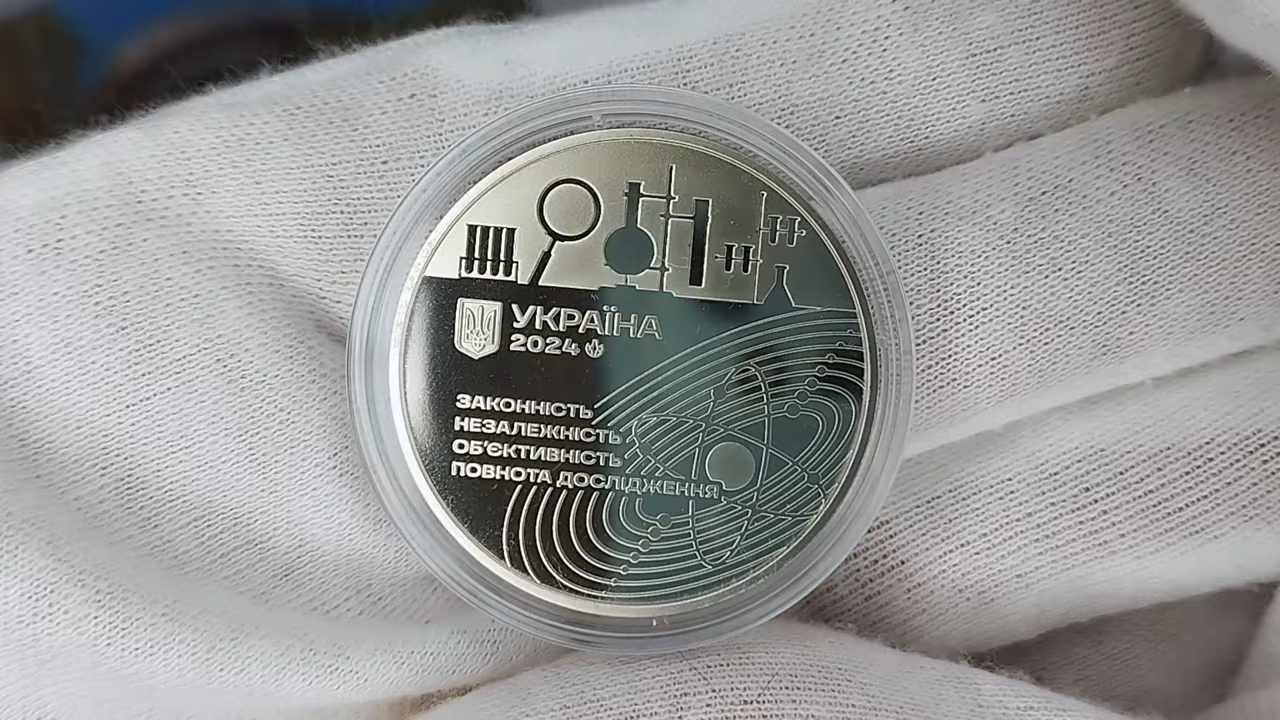 УКРАЇНА
2024
ЗАКОННІСТЬ
НЕЗАЛЕЖНІСТЬ
ОБ'ЄКТИВНІСТЬ
ПОВНОТА ДОСЛІДЖЕННЯ